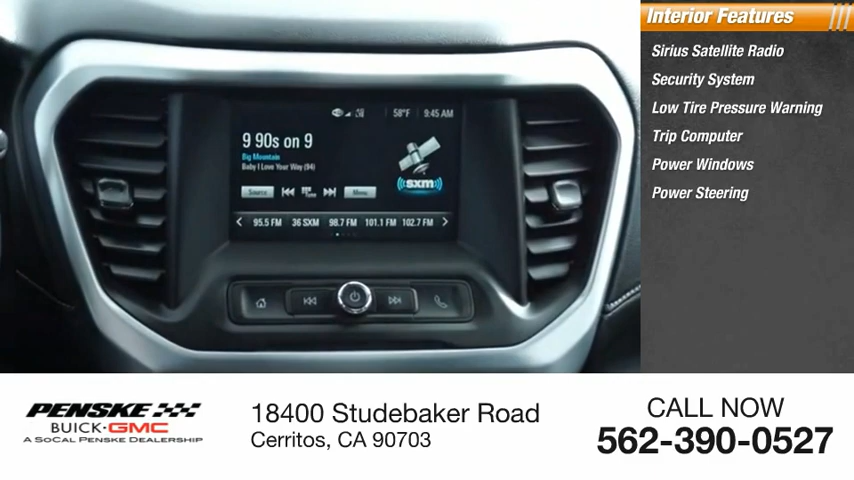 Interior Features
Sirius Satellite Radio
Security System
Low Tire Pressure Warning
Trip Computer
Power Windows
Power Steering
58°F 9:45 AM
9 90s on 9
Big Mountain
Baby I Love Your Way (94)
sxm
Source Tune Menu
95.5 FM 36 SXM 98.7 FM 101.1 FM 102.7 FM
PENSKE
BUICK·GMC
A SOCAL PENSKE DEALERSHIP
18400 Studebaker Road
Cerritos, CA 90703
CALL NOW
562-390-0527